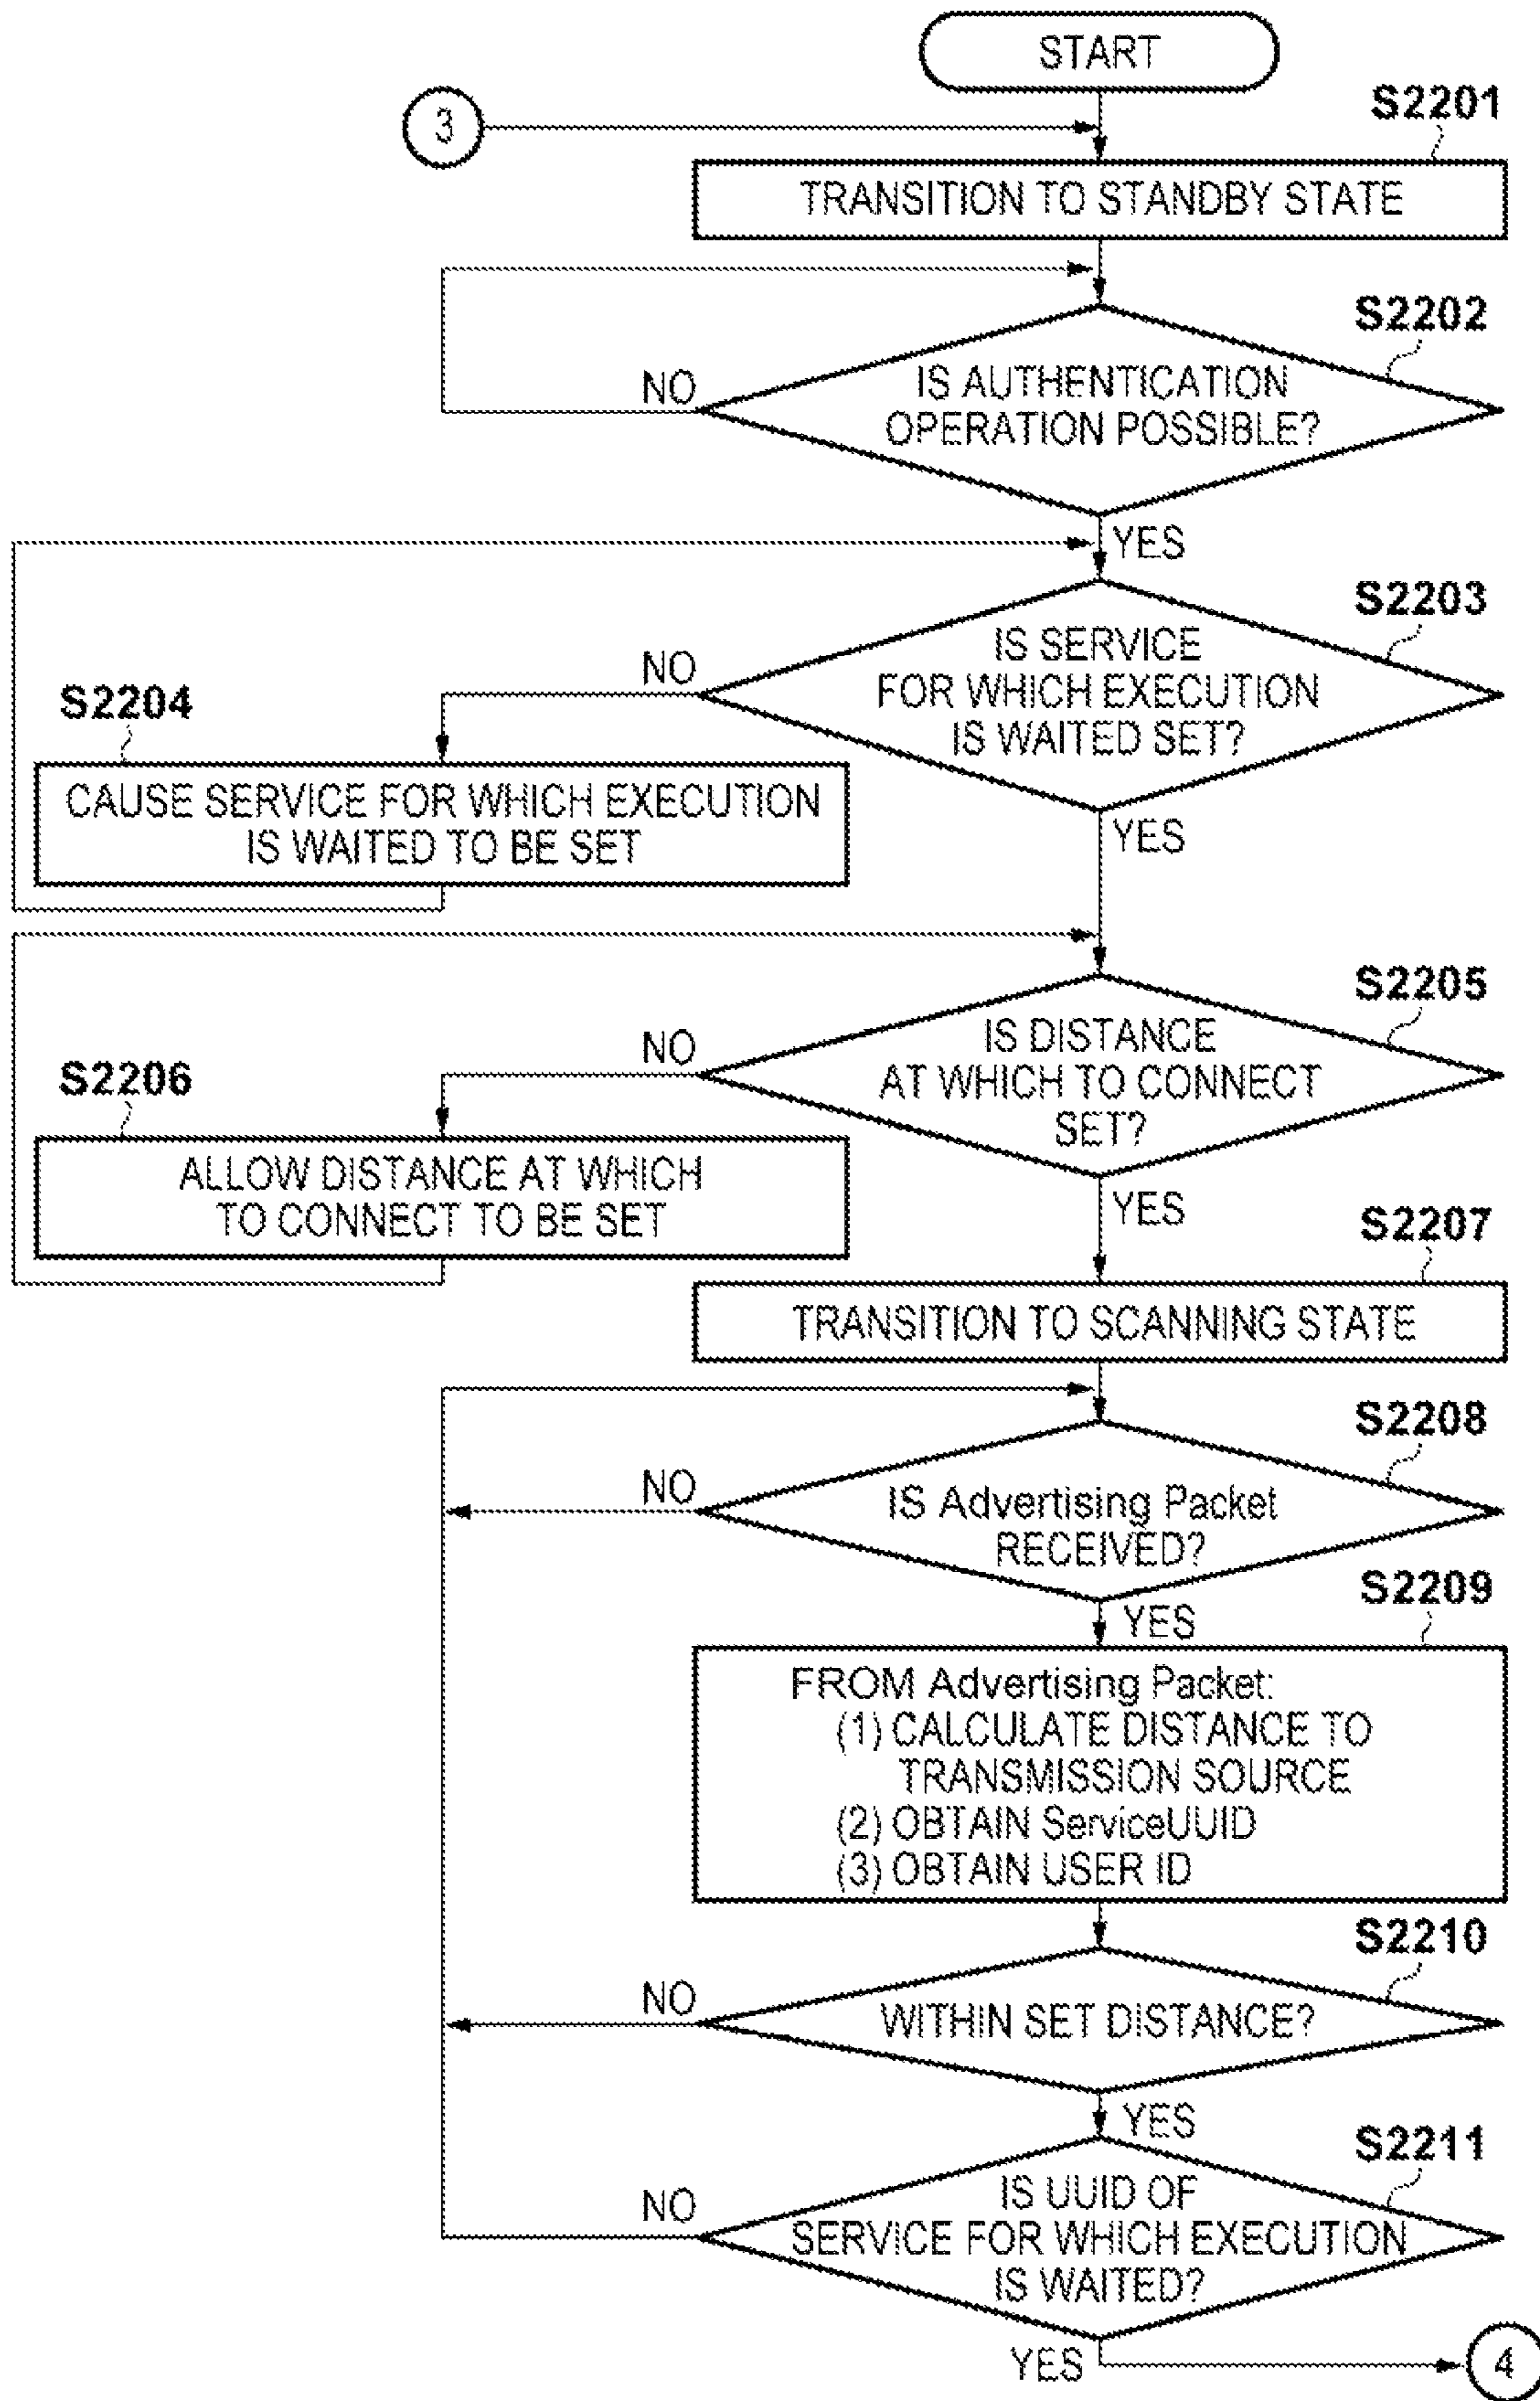 START
3
S2201
TRANSITION TO STANDBY STATE
S2202
IS AUTHENTICATION
OPERATION POSSIBLE?
NO
YES
S2203
IS SERVICE
FOR WHICH EXECUTION
IS WAITED SET?
NO
S2204
CAUSE SERVICE FOR WHICH EXECUTION
IS WAITED TO BE SET
YES
S2205
IS DISTANCE
AT WHICH TO CONNECT
SET?
NO
S2206
ALLOW DISTANCE AT WHICH
TO CONNECT TO BE SET
YES
S2207
TRANSITION TO SCANNING STATE
S2208
IS Advertising Packet
RECEIVED?
NO
YES
S2209
FROM Advertising Packet:
(1) CALCULATE DISTANCE TO
TRANSMISSION SOURCE
(2) OBTAIN ServiceUUID
(3) OBTAIN USER ID
S2210
WITHIN SET DISTANCE?
NO
YES
S2211
IS UUID OF
SERVICE FOR WHICH EXECUTION
IS WAITED?
NO
YES
4